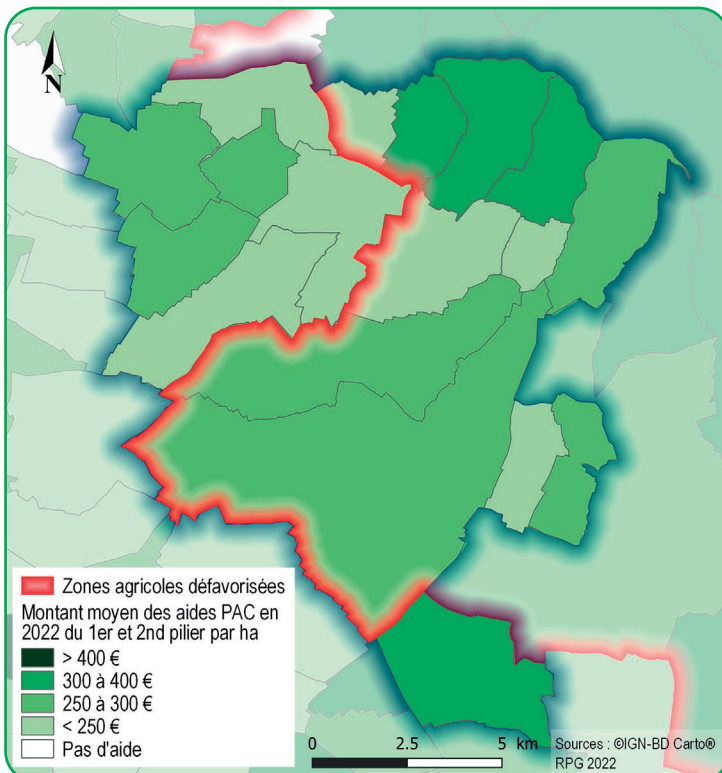 N
Zones agricoles défavorisées
Montant moyen des aides PAC en
2022 du 1er et 2nd pilier par ha
> 400 €
300 à 400 €
250 à 300 €
< 250 €
Pas d'aide
0 2.5 5 km
Sources : ©IGN-BD Carto®
RPG 2022